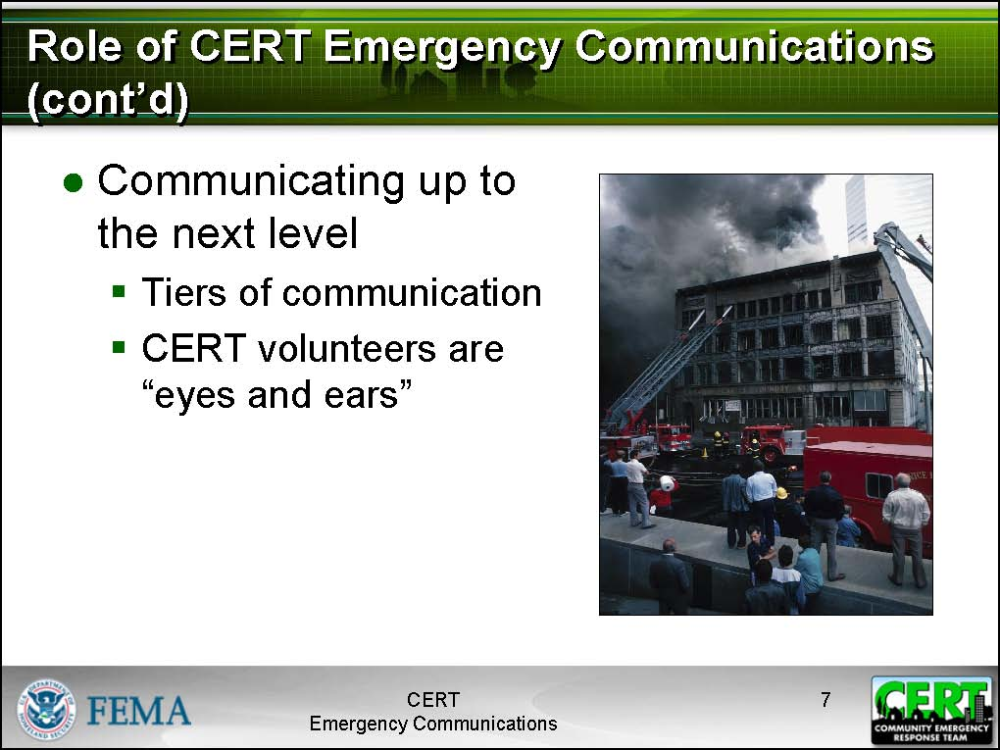 Role of CERT Emergency Communications
(cont’d)
● Communicating up to
the next level
▪ Tiers of communication
▪ CERT volunteers are
“eyes and ears”
FEMA
CERT
Emergency Communications
7
CERT
COMMUNITY EMERGENCY
RESPONSE TEAM